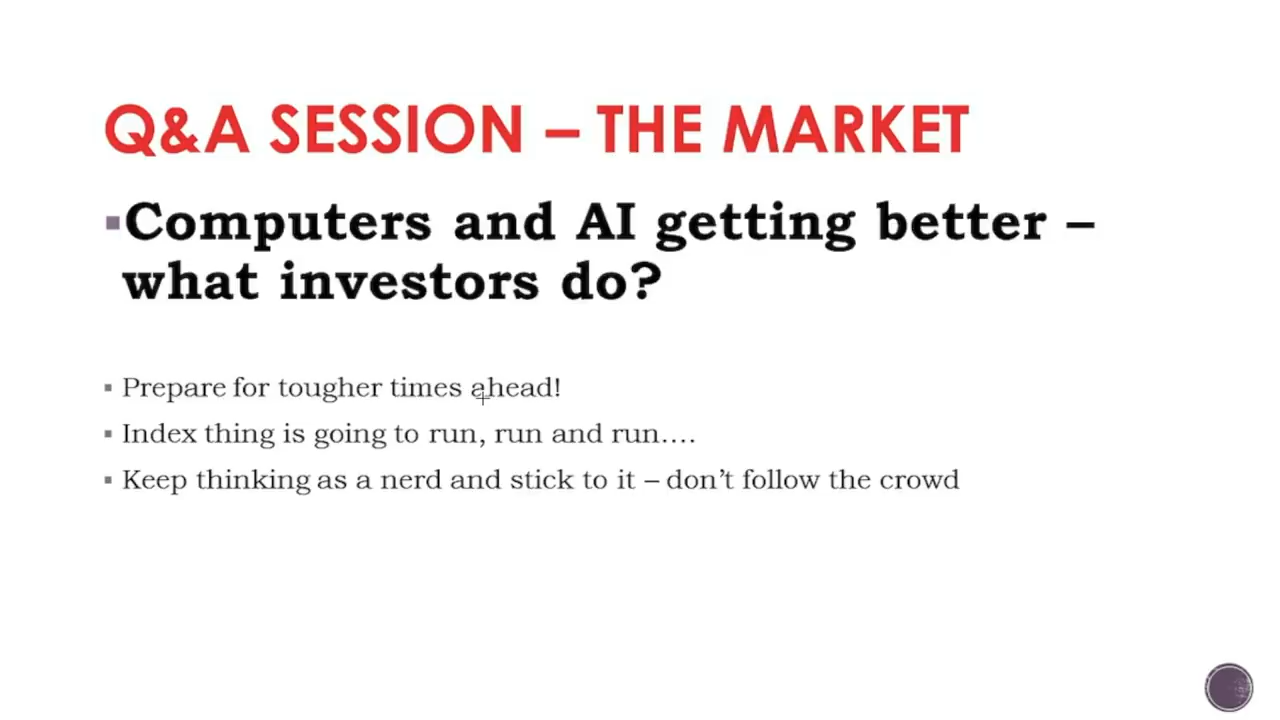 Q&A SESSION – THE MARKET
▪Computers and AI getting better –
what investors do?
▪ Prepare for tougher times ahead!
▪ Index thing is going to run, run and run….
▪ Keep thinking as a nerd and stick to it – don’t follow the crowd